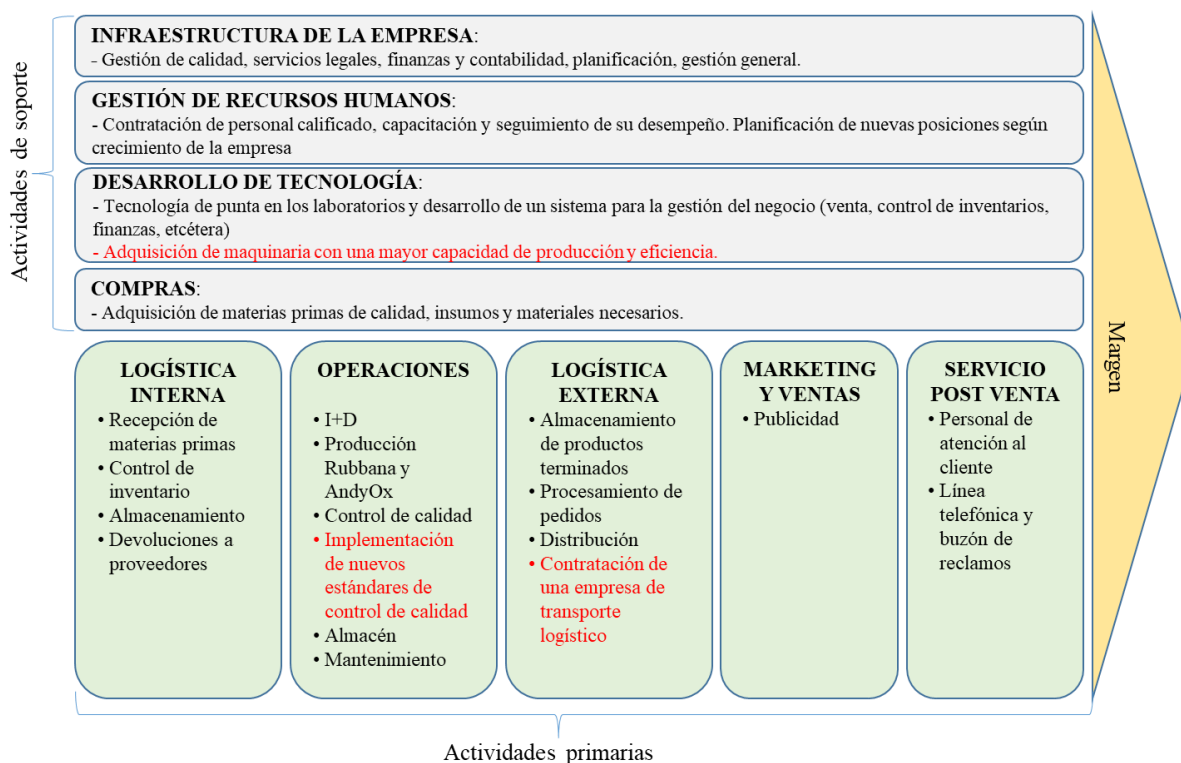 Actividades de soporte
INFRAESTRUCTURA DE LA EMPRESA:
- Gestión de calidad, servicios legales, finanzas y contabilidad, planificación, gestión general.
GESTIÓN DE RECURSOS HUMANOS:
- Contratación de personal calificado, capacitación y seguimiento de su desempeño. Planificación de nuevas posiciones según
crecimiento de la empresa
DESARROLLO DE TECNOLOGÍA:
- Tecnología de punta en los laboratorios y desarrollo de un sistema para la gestión del negocio (venta, control de inventarios,
finanzas, etcétera)
- Adquisición de maquinaria con una mayor capacidad de producción y eficiencia.
COMPRAS:
- Adquisición de materias primas de calidad, insumos y materiales necesarios.
LOGÍSTICA
INTERNA
• Recepción de
materias primas
• Control de
inventario
• Almacenamiento
• Devoluciones a
proveedores
OPERACIONES
• I+D
• Producción
Rubbana y
AndyOx
• Control de calidad
• Implementación
de nuevos
estándares de
control de calidad
• Almacén
• Mantenimiento
LOGÍSTICA
EXTERNA
• Almacenamiento
de productos
terminados
• Procesamiento de
pedidos
• Distribución
• Contratación de
una empresa de
transporte
logístico
MARKETING
Y VENTAS
• Publicidad
SERVICIO
POST VENTA
• Personal de
atención al
cliente
• Línea
telefónica y
buzón de
reclamos
Margen
Actividades primarias